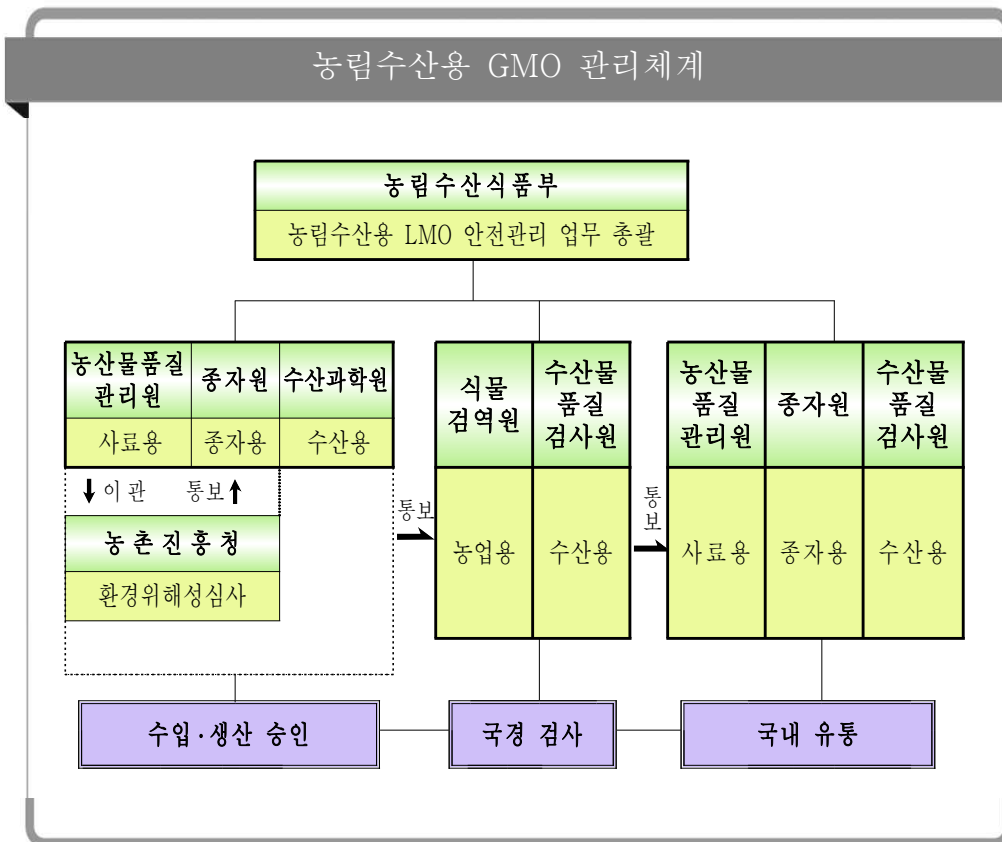 농림수산용 GMO 관리체계
농림수산식품부
농림수산용 LMO 안전관리 업무 총괄
농산물품질
관리원
종자원
수산과학원
사료용
종자용
수산용
이관
통보
농촌진흥청
환경위해성심사
통보
식물
검역원
수산물
품질
검사원
농업용
수산용
통
보
농산물
품질
관리원
종자원
수산물
품질
검사원
사료용
종자용
수산용
수입·생산 승인
국경 검사
국내 유통